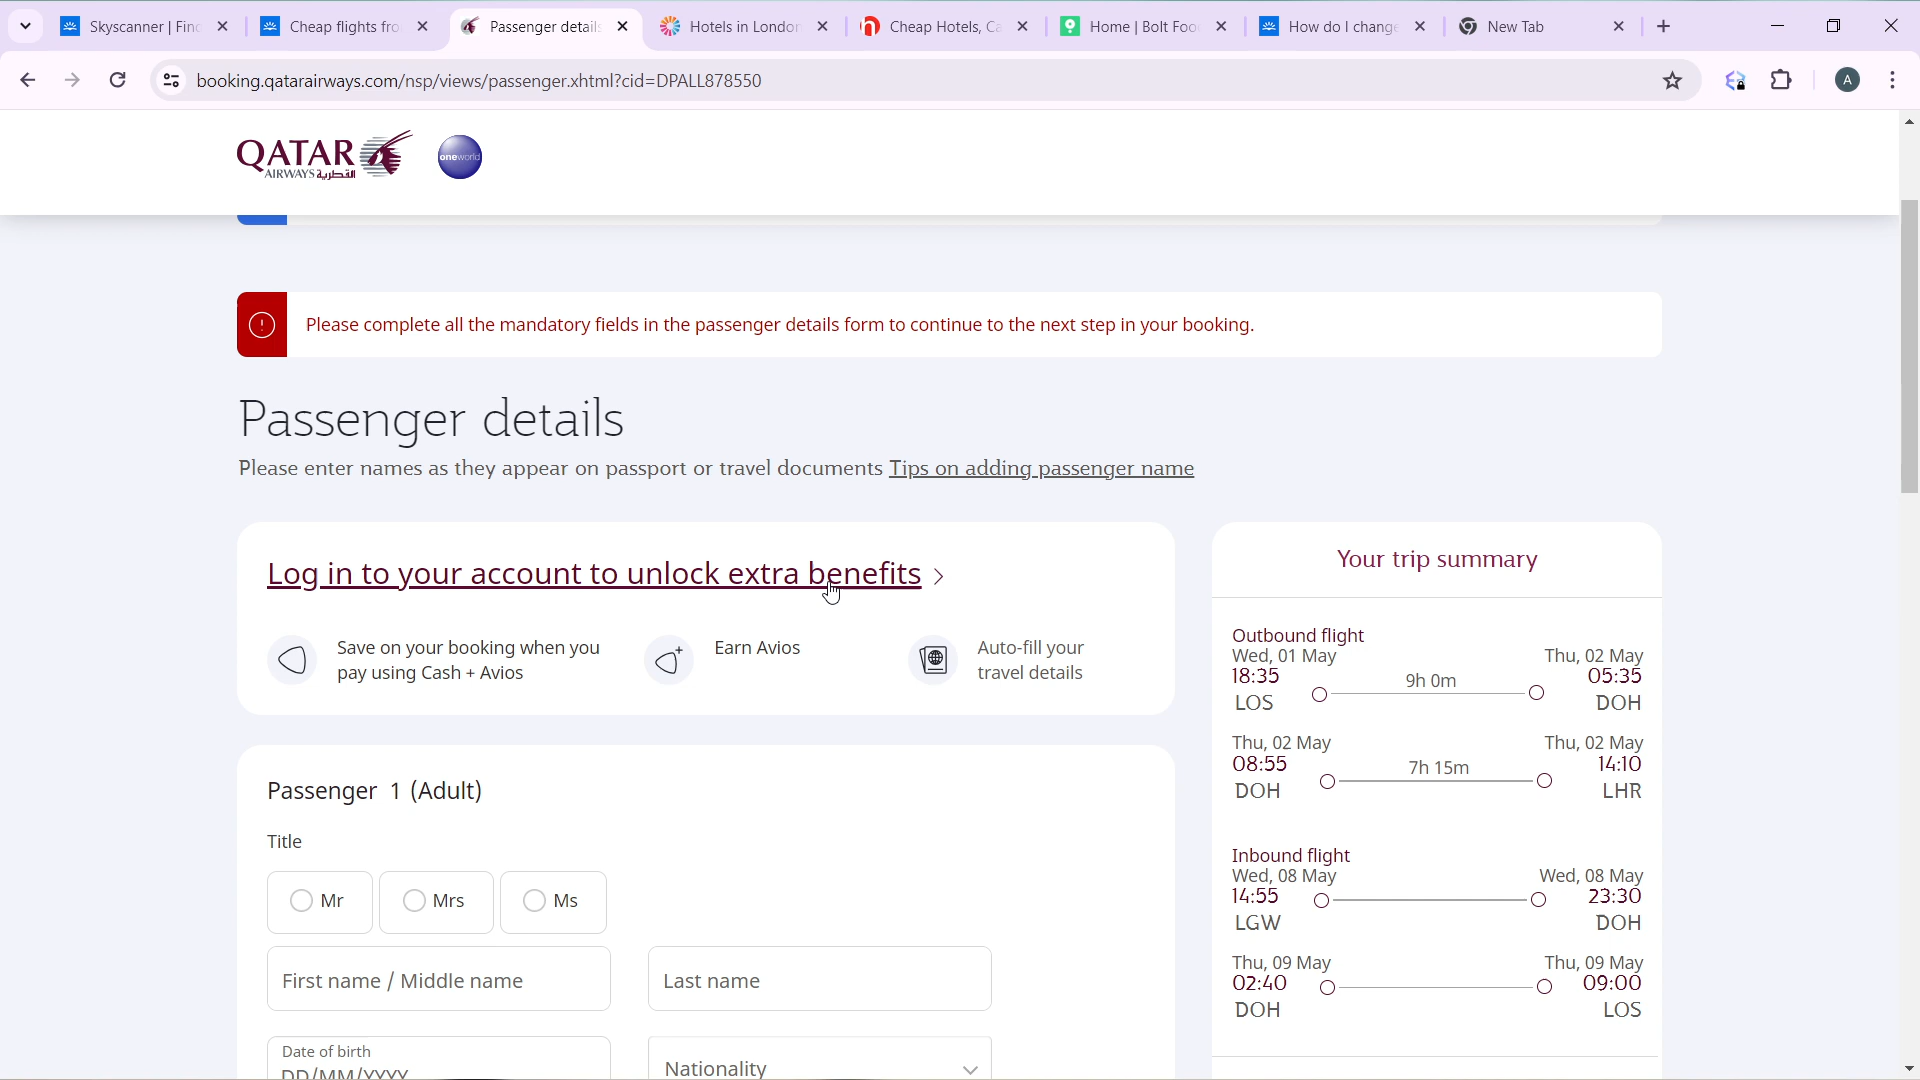 Skyscanner | Fin
Cheap flights fro
Passenger details
Hotels in London
Cheap Hotels, Ca
Home | Bolt Foo
How do I change
New Tab
booking.qatarairways.com/nsp/views/passenger.xhtml?cid=DPALL878550
A
QATAR
AIRWAYS القطرية
oneworld
Please complete all the mandatory fields in the passenger details form to continue to the next step in your booking.
Passenger details
Please enter names as they appear on passport or travel documents Tips on adding passenger name
Log in to your account to unlock extra benefits
Save on your booking when you
pay using Cash + Avios
Earn Avios
Auto-fill your
travel details
Passenger 1 (Adult)
Title
Mr
Mrs
Ms
First name / Middle name
Last name
Date of birth
DD/MM/YYYY
Nationality
Your trip summary
Outbound flight
Wed, 01 May
Thu, 02 May
18:35
9h 0m
05:35
LOS
DOH
Thu, 02 May
Thu, 02 May
08:55
7h 15m
14:10
DOH
LHR
Inbound flight
Wed, 08 May
Wed, 08 May
14:55
23:30
LGW
DOH
Thu, 09 May
Thu, 09 May
02:40
09:00
DOH
LOS